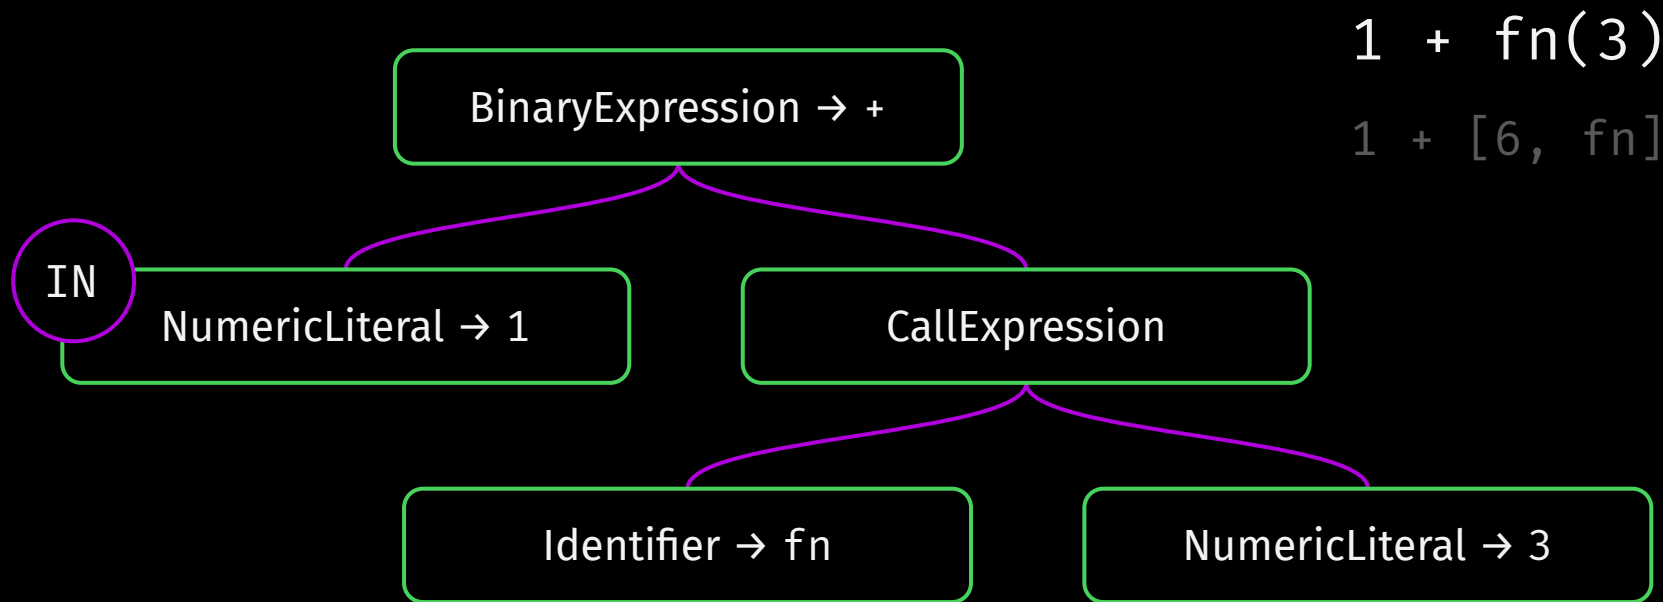 1 + fn(3)
BinaryExpression → +
1 + [6, fn]
IN
NumericLiteral → 1
CallExpression
Identifier → fn
NumericLiteral → 3